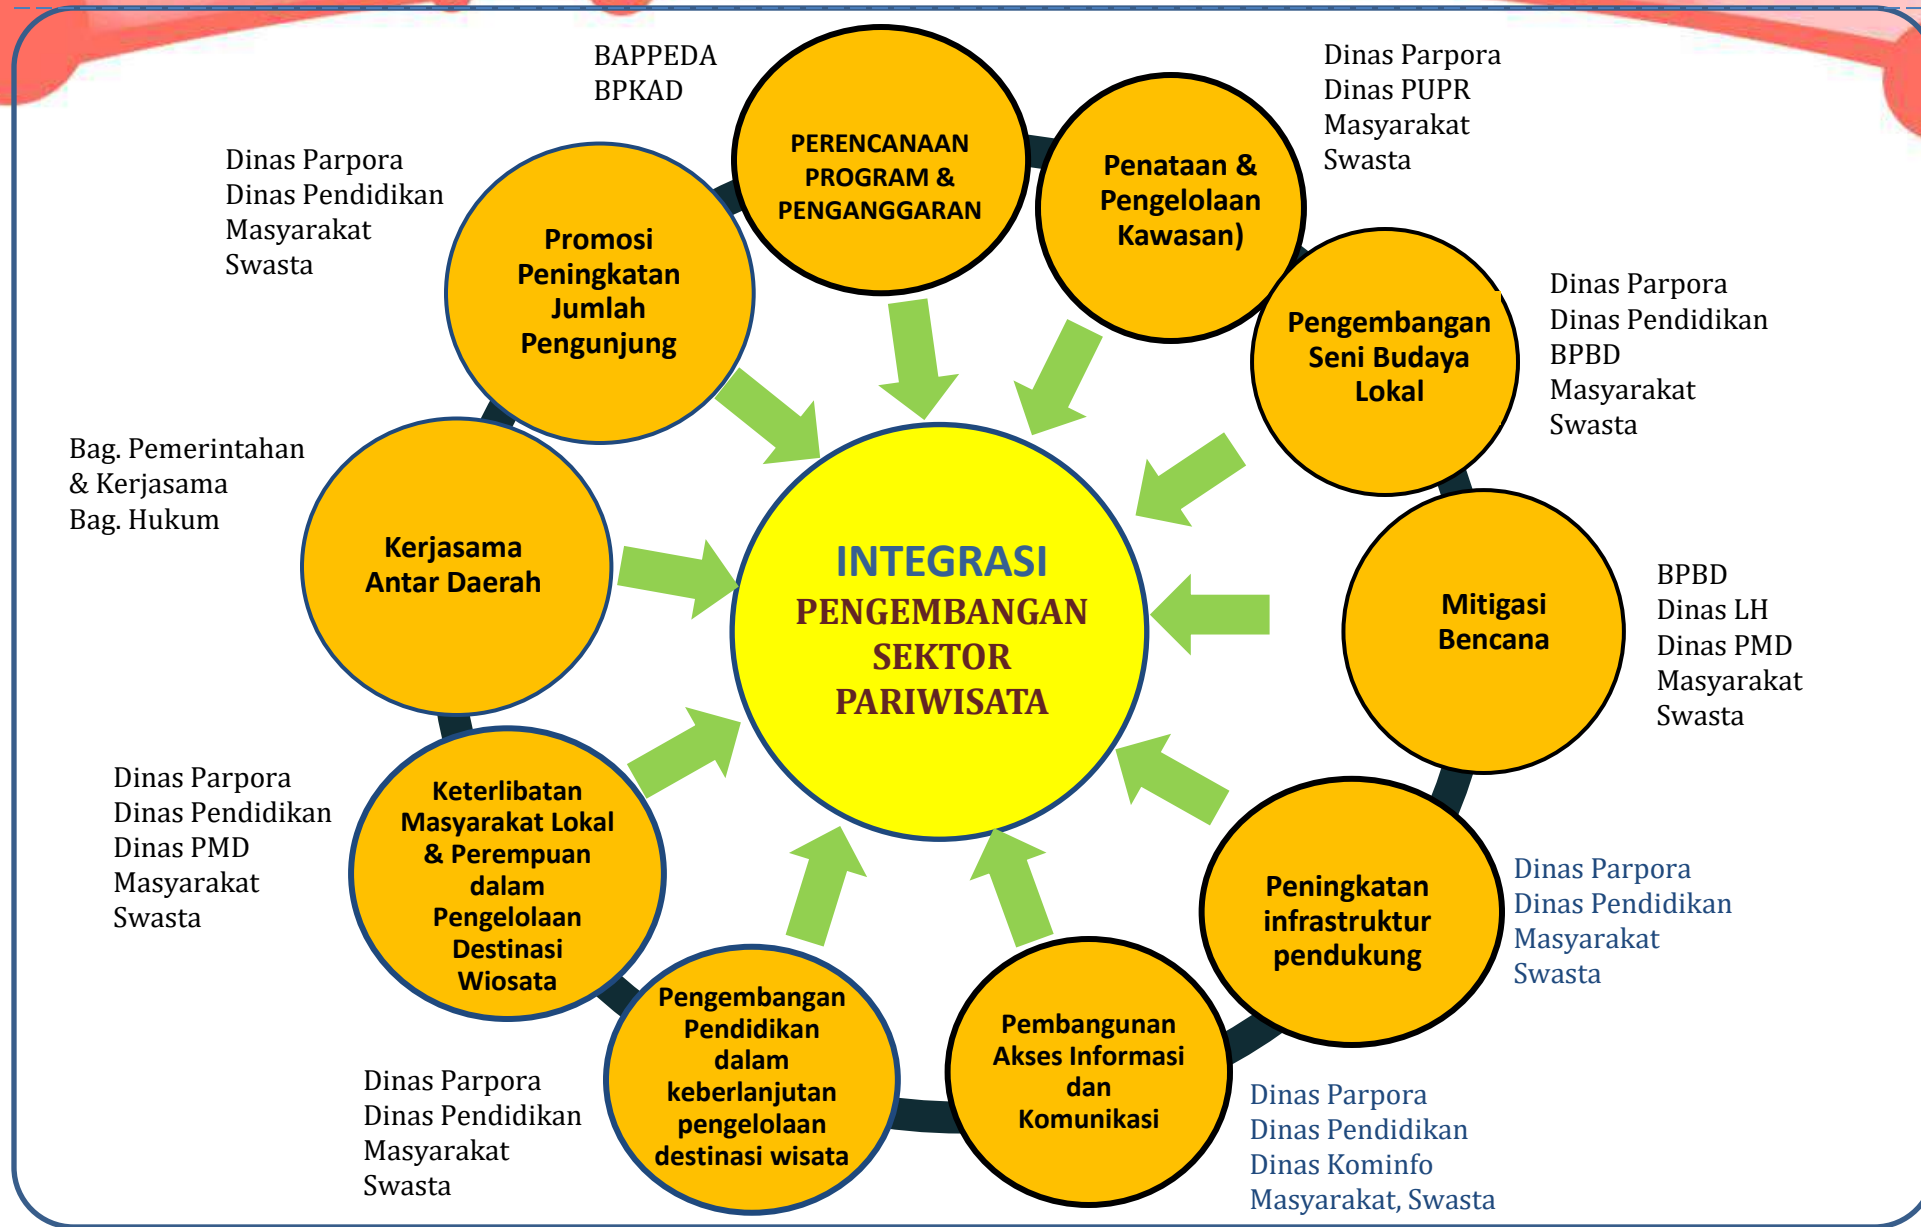 BAPPEDA
BPKAD
PERENCANAAN
PROGRAM &
PENGANGGARAN
Dinas Parpora
Dinas PUPR
Masyarakat
Swasta
Penataan &
Pengelolaan
Kawasan)
Dinas Parpora
Dinas Pendidikan
BPBD
Masyarakat
Swasta
Pengembangan
Seni Budaya
Lokal
BPBD
Dinas LH
Dinas PMD
Masyarakat
Swasta
Mitigasi
Bencana
Dinas Parpora
Dinas Pendidikan
Masyarakat
Swasta
Peningkatan
infrastruktur
pendukung
Dinas Parpora
Dinas Pendidikan
Dinas Kominfo
Masyarakat, Swasta
Pembangunan
Akses Informasi
dan
Komunikasi
Dinas Parpora
Dinas Pendidikan
Masyarakat
Swasta
Pengembangan
Pendidikan
dalam
keberlanjutan
pengelolaan
destinasi wisata
Dinas Parpora
Dinas Pendidikan
Dinas PMD
Masyarakat
Swasta
Keterlibatan
Masyarakat Lokal
& Perempuan
dalam
Pengelolaan
Destinasi
Wiosata
Bag. Pemerintahan
& Kerjasama
Bag. Hukum
Kerjasama
Antar Daerah
Dinas Parpora
Dinas Pendidikan
Masyarakat
Swasta
Promosi
Peningkatan
Jumlah
Pengunjung
INTEGRASI
PENGEMBANGAN
SEKTOR
PARIWISATA